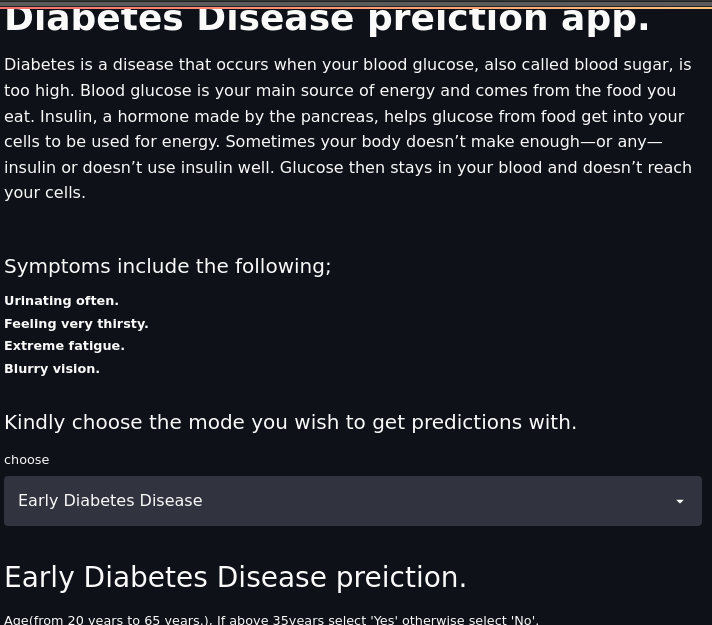 Diabetes Disease preiction app.
Diabetes is a disease that occurs when your blood glucose, also called blood sugar, is
too high. Blood glucose is your main source of energy and comes from the food you
eat. Insulin, a hormone made by the pancreas, helps glucose from food get into your
cells to be used for energy. Sometimes your body doesn’t make enough—or any—
insulin or doesn’t use insulin well. Glucose then stays in your blood and doesn’t reach
your cells.
Symptoms include the following;
Urinating often.
Feeling very thirsty.
Extreme fatigue.
Blurry vision.
Kindly choose the mode you wish to get predictions with.
choose
Early Diabetes Disease
Early Diabetes Disease preiction.
Age(from 20 years to 65 years.), If above 35years select 'Yes' otherwise select 'No'.